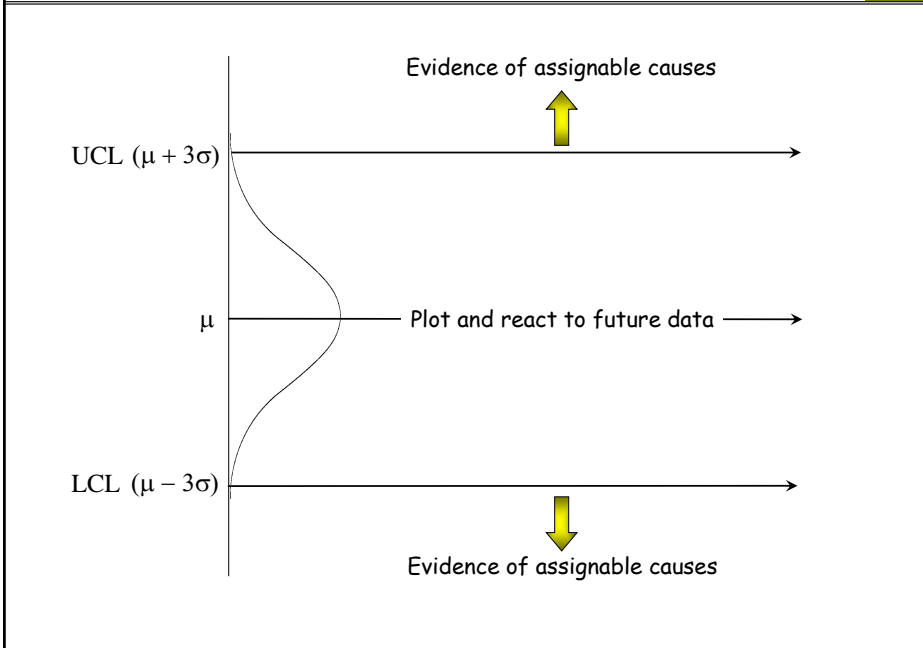 Evidence of assignable causes
UCL (μ + 3σ)
μ
Plot and react to future data
LCL (μ − 3σ)
Evidence of assignable causes